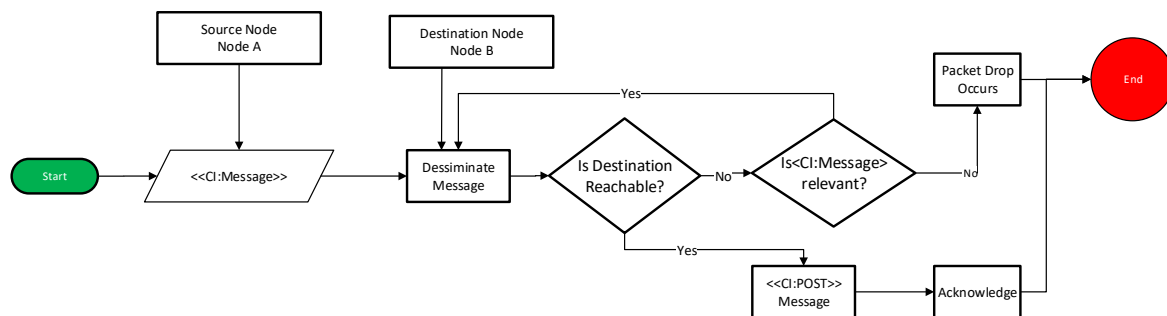 Source Node
Node A
Destination Node
Node B
Packet Drop
Occurs
End
Yes
Start
<<CI:Message>>
Dessiminate
Message
Is Destination
Reachable?
No
Is<CI:Message>
relevant?
No
Yes
<<CI:POST>>
Message
Acknowledge